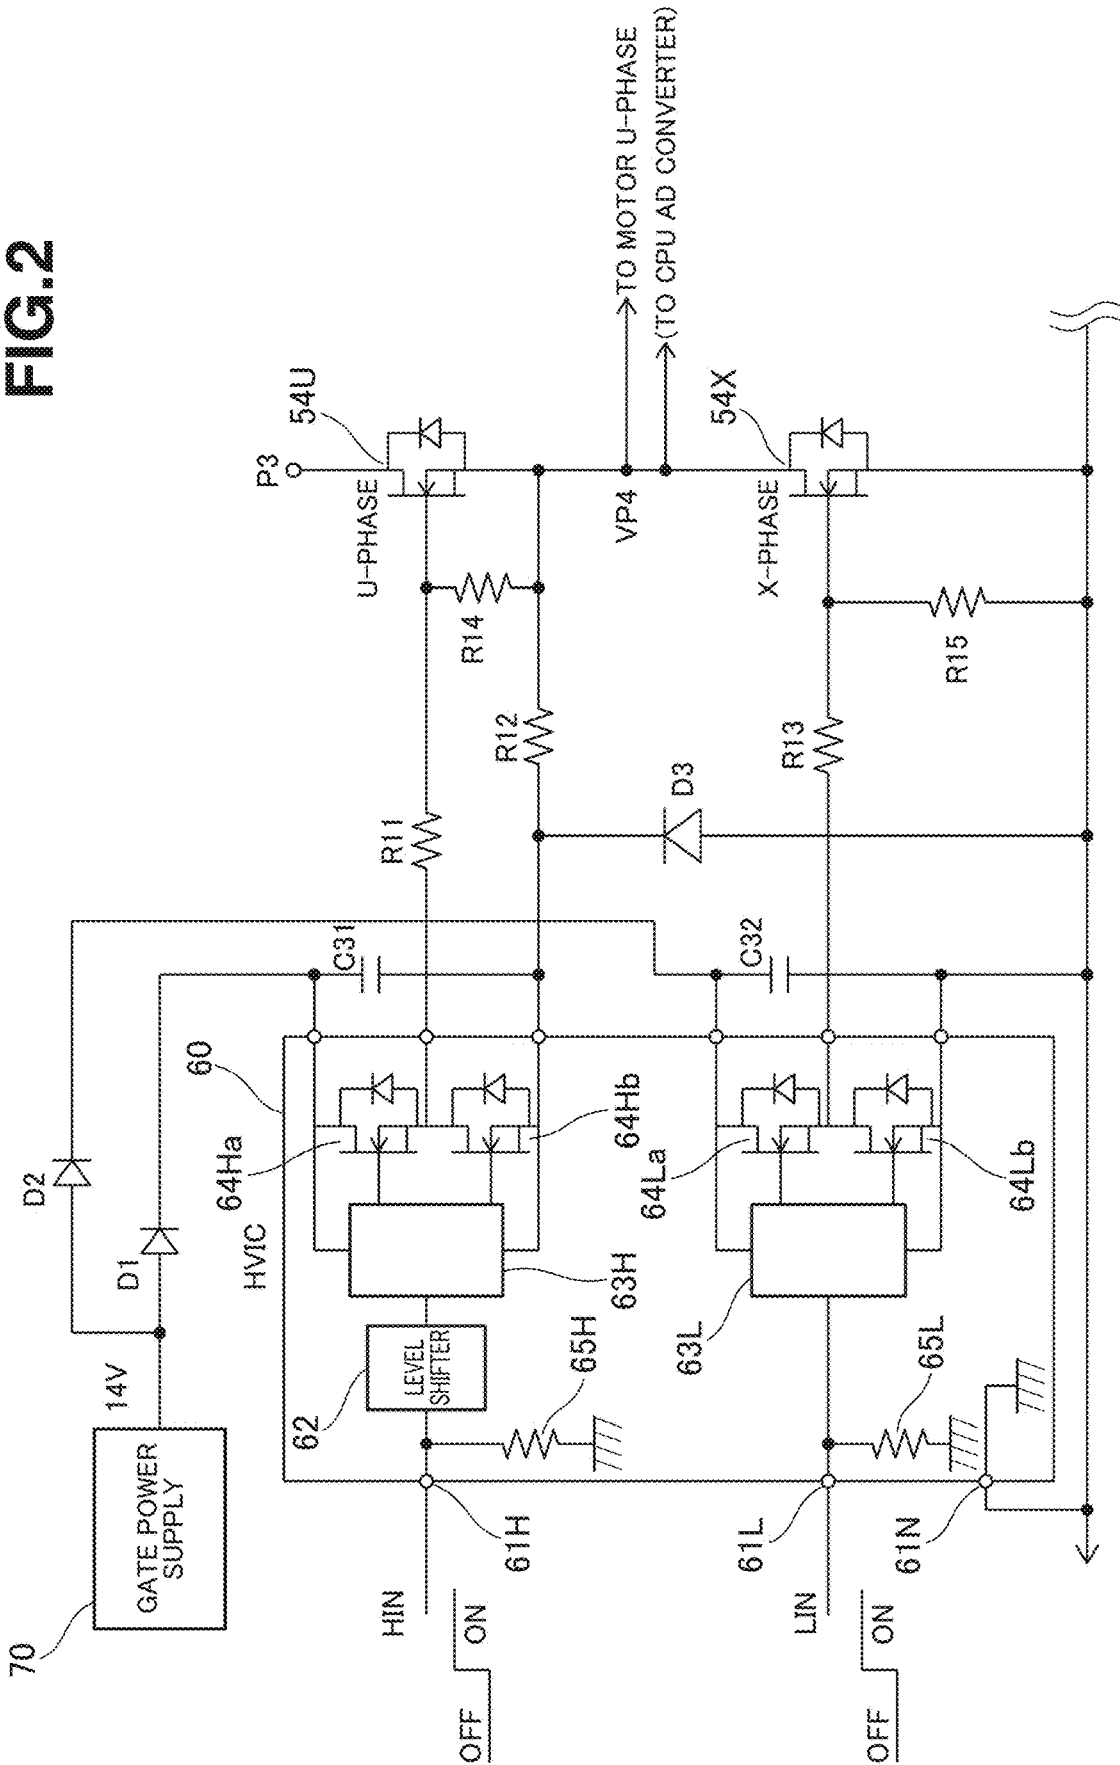 FIG.2
70
GATE POWER
SUPPLY
14V
D2
D1
60
HVIC
62
LEVEL
SHIFTER
63H
64Ha
64Hb
65H
61H
HIN
OFF
ON
C31
R11
R12
R14
P3
54U
U-PHASE
VP4
TO MOTOR U-PHASE
(TO CPU AD CONVERTER)
54X
X-PHASE
D3
R13
R15
C32
64La
64Lb
63L
65L
61L
61N
LIN
OFF
ON